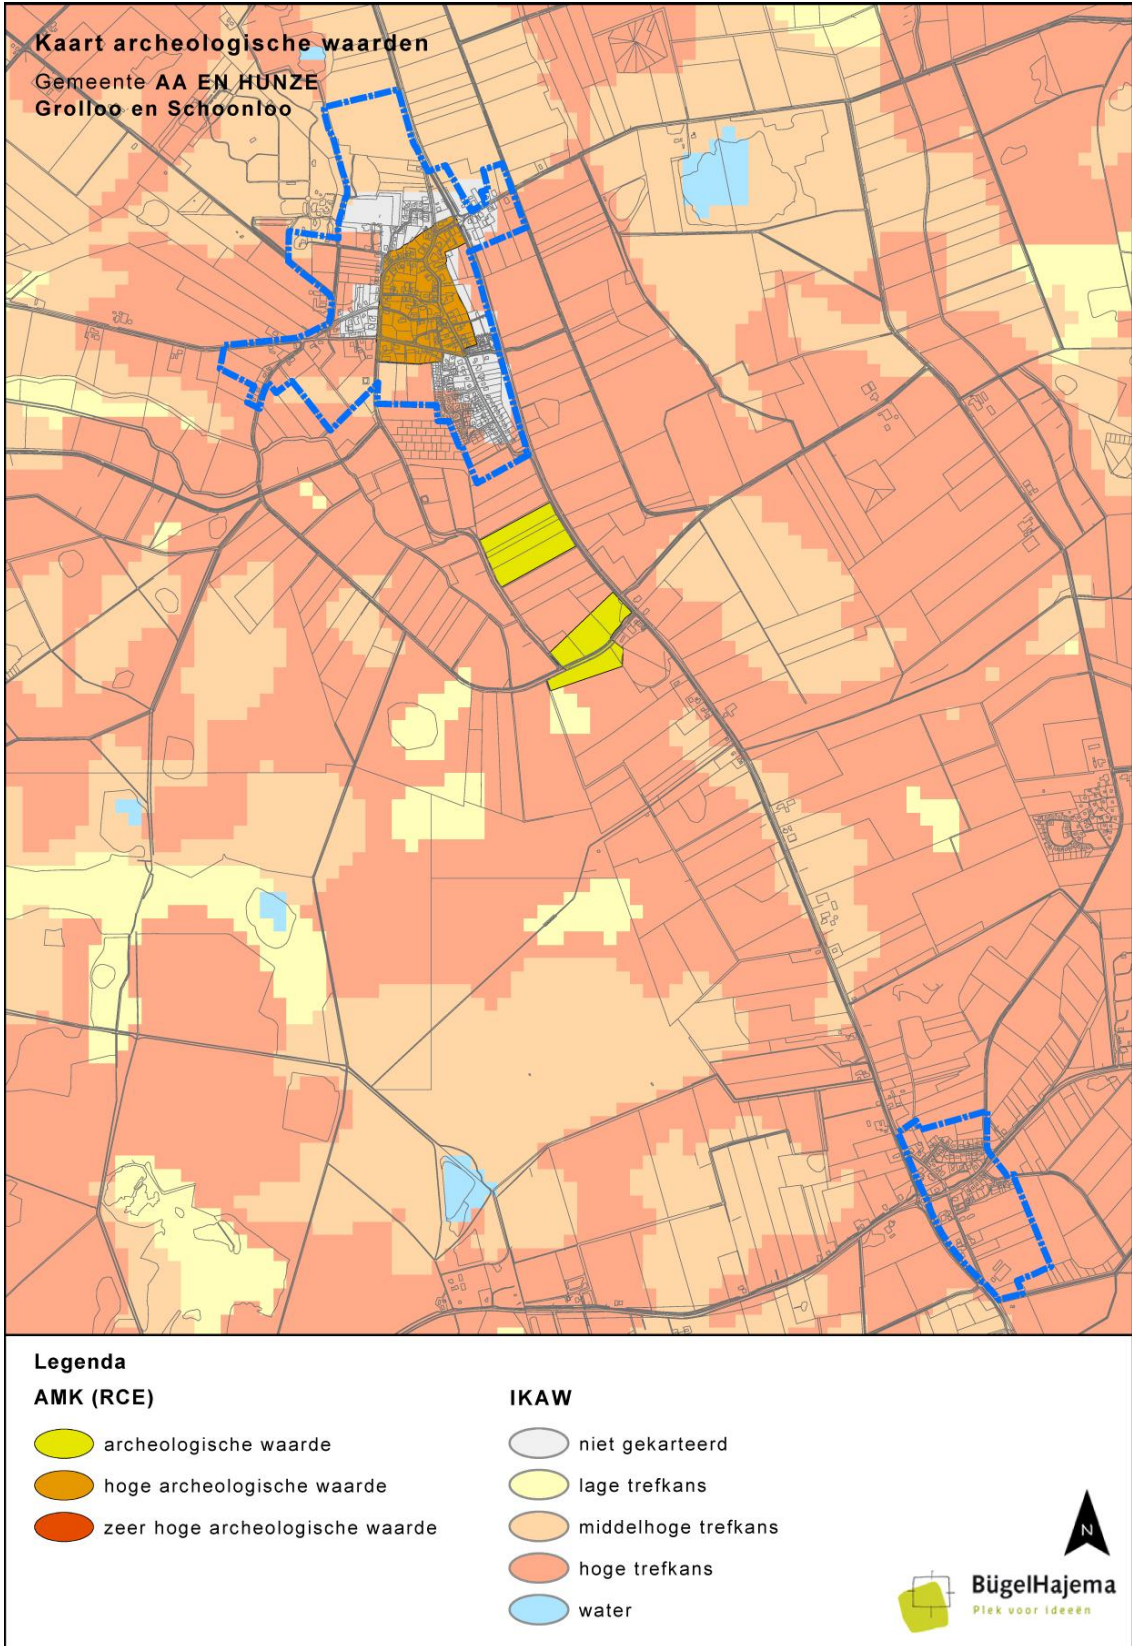 Kaart archeologische waarden
Gemeente AA EN HUNZE
Grolloo en Schoonloo
Legenda
AMK (RCE)
archeologische waarde
hoge archeologische waarde
zeer hoge archeologische waarde
IKAW
niet gekarteerd
lage trefkans
middelhoge trefkans
hoge trefkans
water
N
BügelHajema
Plek voor ideeën